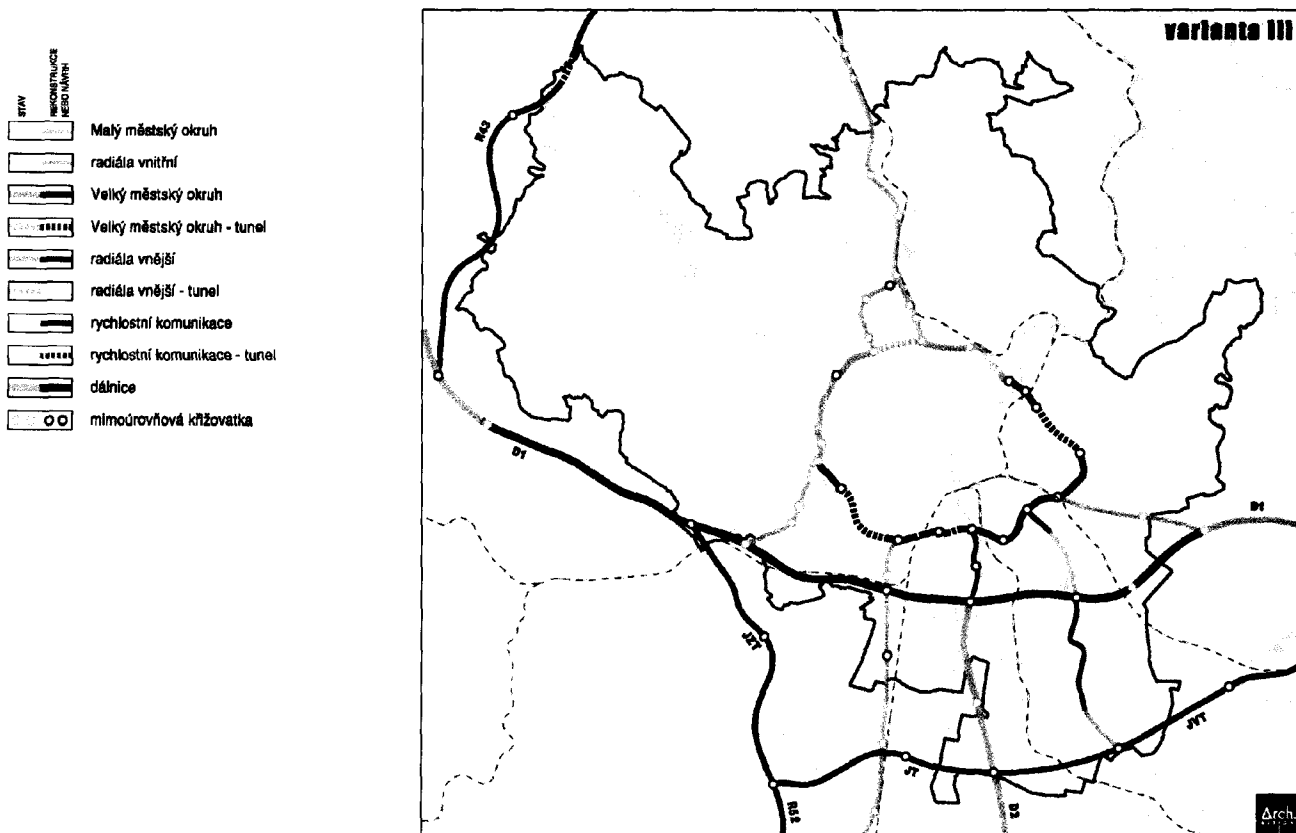 varianta III
STAV
REKONSTRUKCE
NEBO NÁVRH
Malý městský okruh
radiála vnitřní
Velký městský okruh
Velký městský okruh - tunel
radiála vnější
radiála vnější - tunel
rychlostní komunikace
rychlostní komunikace - tunel
dálnice
mimoúrovňová křižovatka
R43
D1
D1
JZT
JVT
JT
R52
D2
Arch.